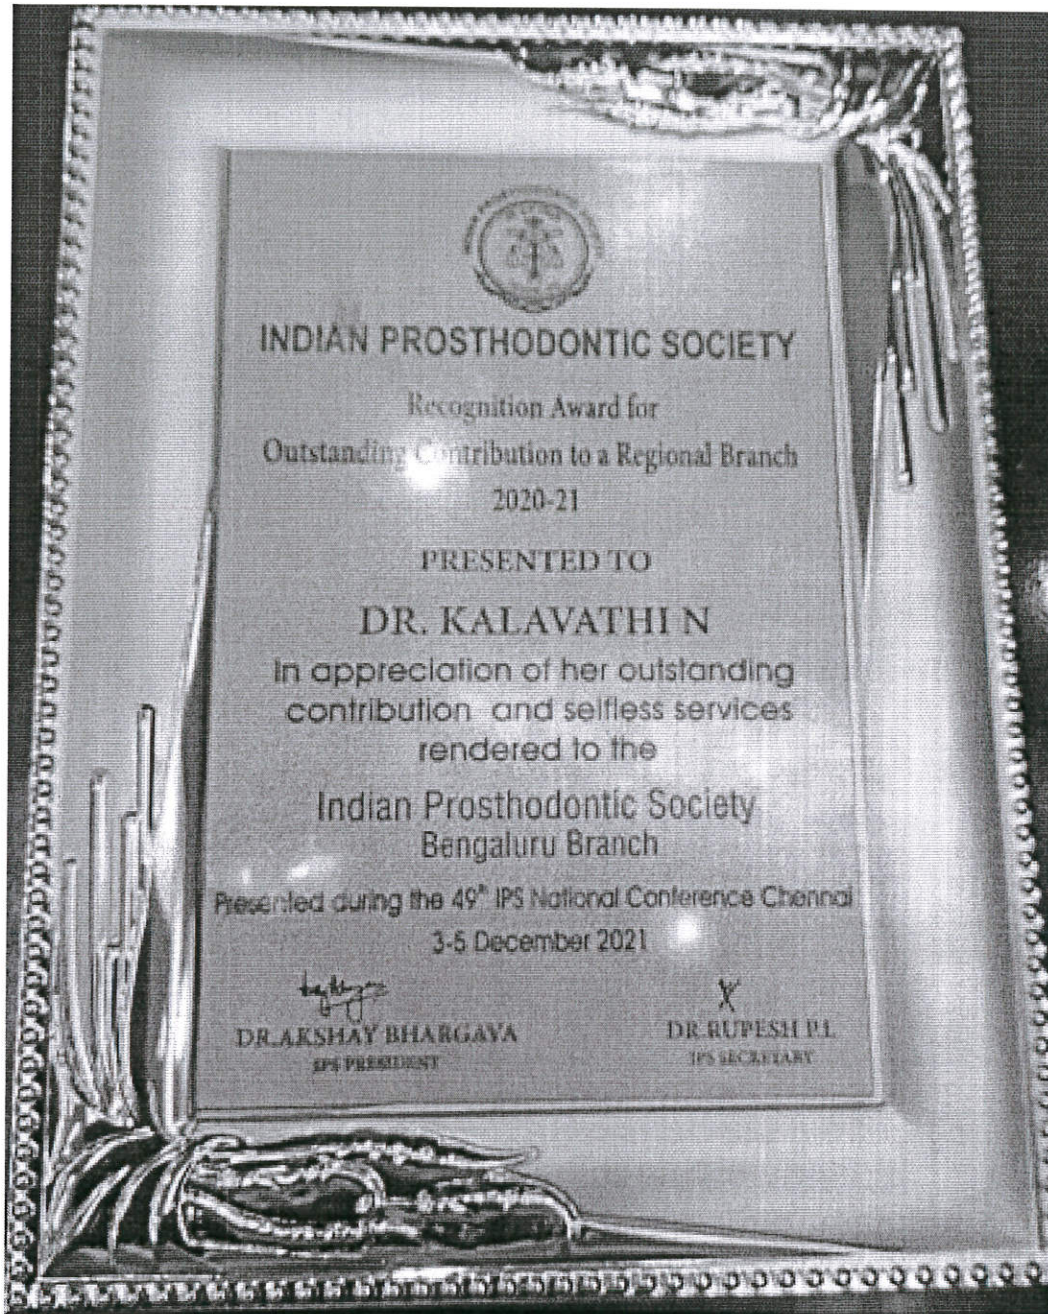 INDIAN PROSTHODONTIC SOCIETY
Recognition Award for
Outstanding Contribution to a Regional Branch
2020-21
PRESENTED TO
DR. KALAVATHI N
In appreciation of her outstanding
contribution and selfless services
rendered to the
Indian Prosthodontic Society
Bengaluru Branch
Presented during the 49th IPS National Conference Chennai
3-5 December 2021
DR.AKSHAY BHARGAVA
IPS PRESIDENT
DR.RUPESH P.L
IPS SECRETARY